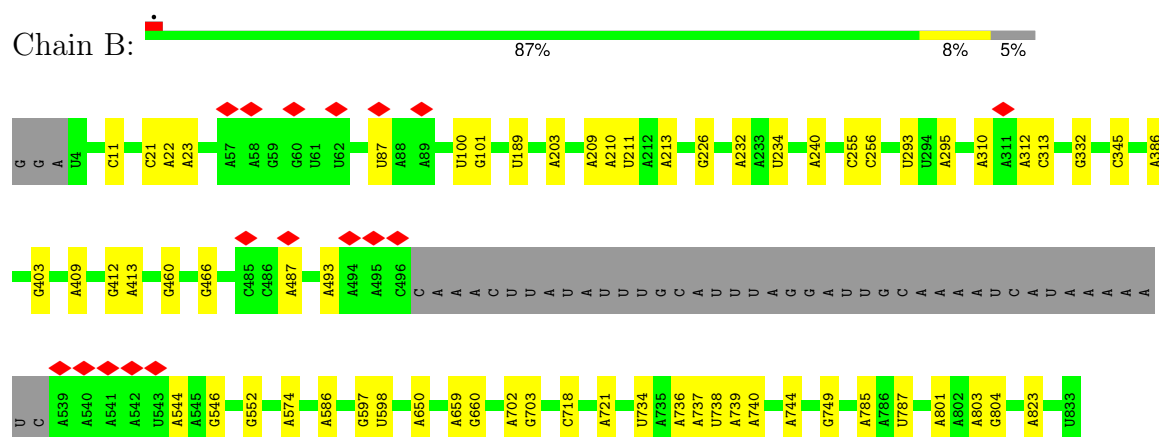 Chain B:
87% 8% 5%
G G A U4 C11 C21 A22 A23 A57 A58 G59 G60 U61 U62 U87 A88 A89 U100 G101 U189 A203 A209 A210 U211 A212 A213 G226 A232 A233 U234 A240 C255 C256 U293 U294 A295 A310 A311 A312 C313 G332 C345 A386
G403 A409 G412 A413 G460 G466 C485 C486 A487 A493 A494 A495 C496 C A A A C U U A U A U U U G C A U U U A G G A U U G C A A A A U C A U A A A A A
U C A539 A540 A541 A542 U543 A544 A545 G546 G552 A574 A586 G597 U598 A650 A659 G660 A702 G703 C718 A721 U734 A735 A736 A737 U738 A739 A740 A744 G749 A785 A786 U787 A801 A802 A803 G804 A823 U833